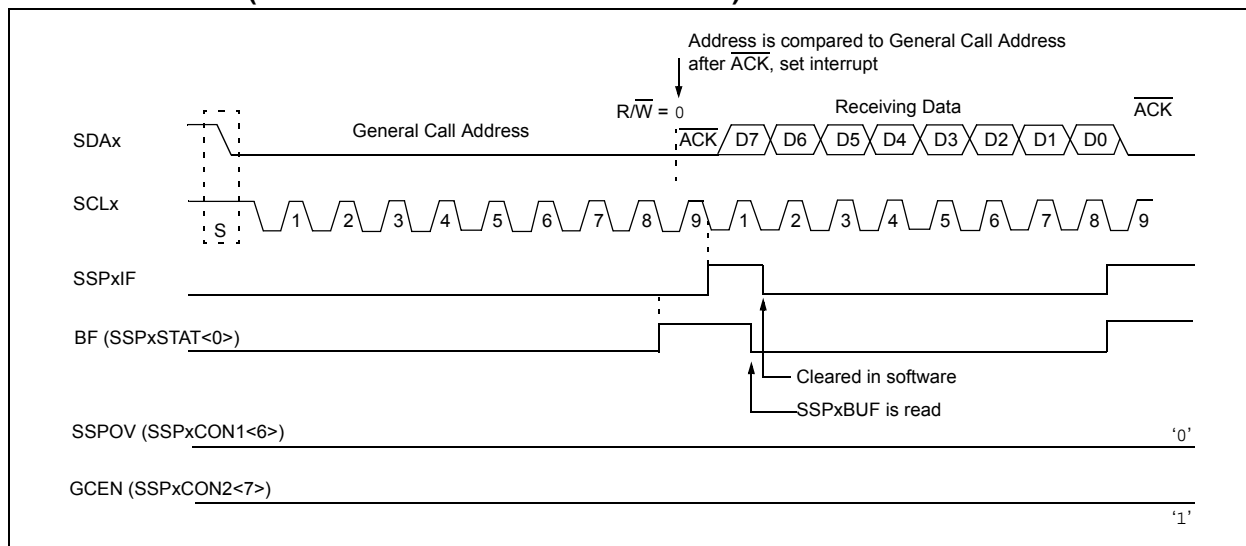 Address is compared to General Call Address
after ACK, set interrupt
R/W = 0
Receiving Data
ACK
General Call Address
SDAx
ACK D7 D6 D5 D4 D3 D2 D1 D0
SCLx
S
1 2 3 4 5 6 7 8 9 1 2 3 4 5 6 7 8 9
SSPxIF
BF (SSPxSTAT<0>)
Cleared in software
SSPxBUF is read
SSPOV (SSPxCON1<6>)
‘0’
GCEN (SSPxCON2<7>)
‘1’